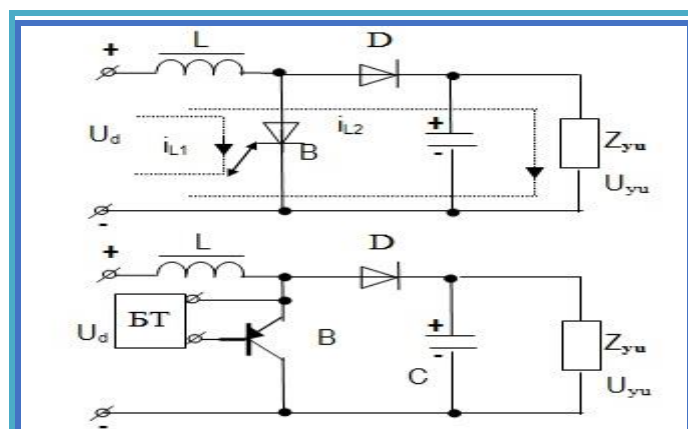 L D
+
+
U_d i_L1 B i_L2 Z_yu
-
U_yu
-
L D
+
+
БТ
U_d B Z_yu
-
C U_yu
-